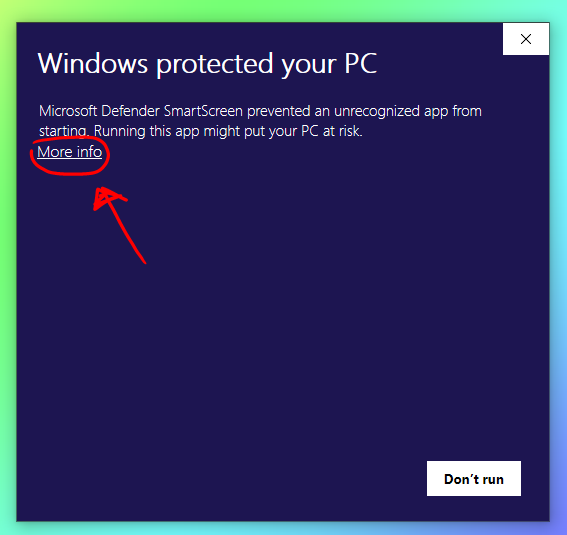 Windows protected your PC
Microsoft Defender SmartScreen prevented an unrecognized app from
starting. Running this app might put your PC at risk.
More info
Don’t run